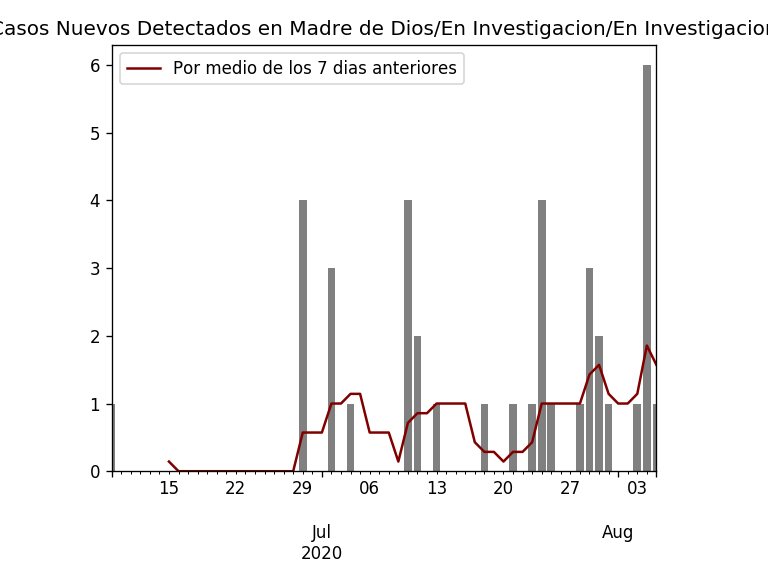 Casos Nuevos Detectados en Madre de Dios/En Investigacion/En Investigacion
Por medio de los 7 dias anteriores
6
5
4
3
2
1
0
15 22 29 06 13 20 27 03
Jul Aug
2020